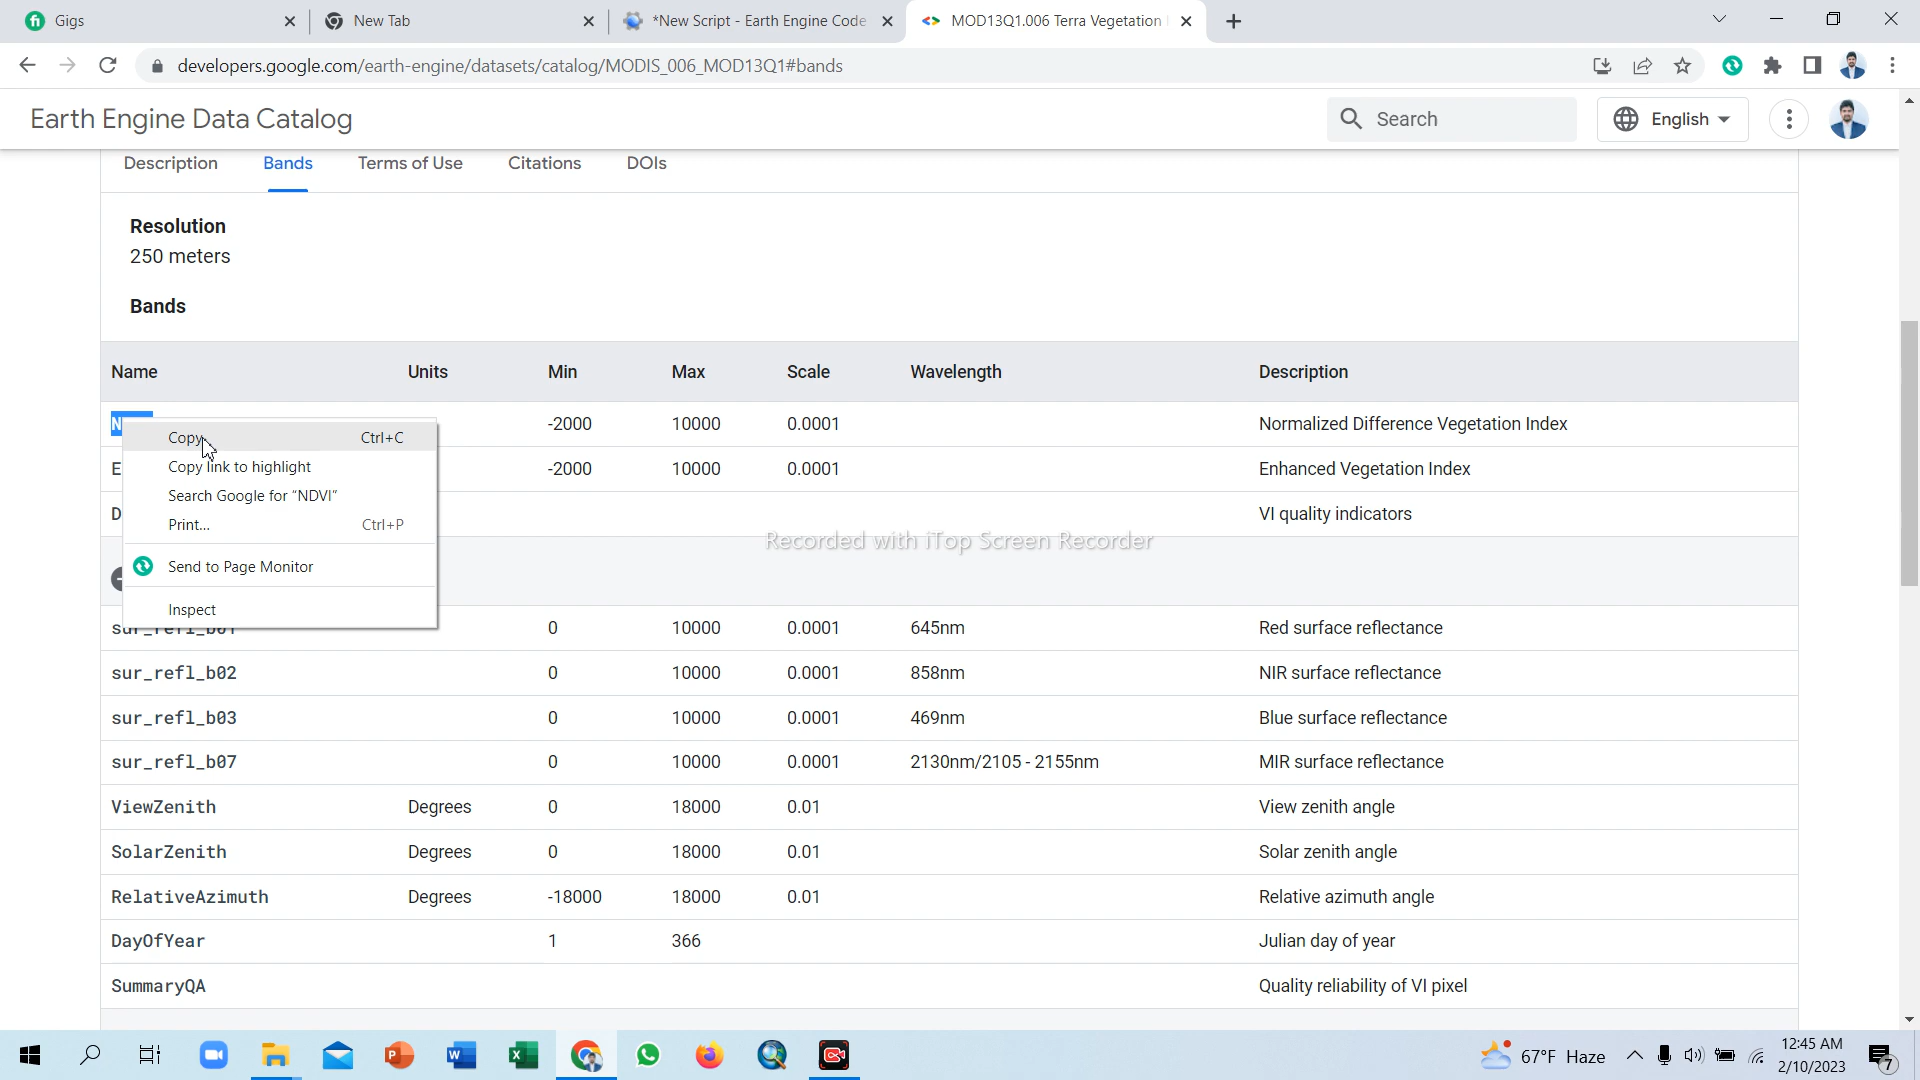 Gigs
New Tab
*New Script - Earth Engine Code
MOD13Q1.006 Terra Vegetation
developers.google.com/earth-engine/datasets/catalog/MODIS_006_MOD13Q1#bands
Earth Engine Data Catalog
Search
English
Description Bands Terms of Use Citations DOIs
Resolution
250 meters
Bands
Name Units Min Max Scale Wavelength Description
-2000 10000 0.0001 Normalized Difference Vegetation Index
Copy Ctrl+C
-2000 10000 0.0001 Enhanced Vegetation Index
Copy link to highlight
Search Google for “NDVI”
VI quality indicators
Print... Ctrl+P
Recorded with iTop Screen Recorder
Send to Page Monitor
Inspect
sur_refl_b01 0 10000 0.0001 645nm Red surface reflectance
sur_refl_b02 0 10000 0.0001 858nm NIR surface reflectance
sur_refl_b03 0 10000 0.0001 469nm Blue surface reflectance
sur_refl_b07 0 10000 0.0001 2130nm/2105 - 2155nm MIR surface reflectance
ViewZenith Degrees 0 18000 0.01 View zenith angle
SolarZenith Degrees 0 18000 0.01 Solar zenith angle
RelativeAzimuth Degrees -18000 18000 0.01 Relative azimuth angle
DayOfYear 1 366 Julian day of year
SummaryQA Quality reliability of VI pixel
67°F Haze
12:45 AM
2/10/2023
7